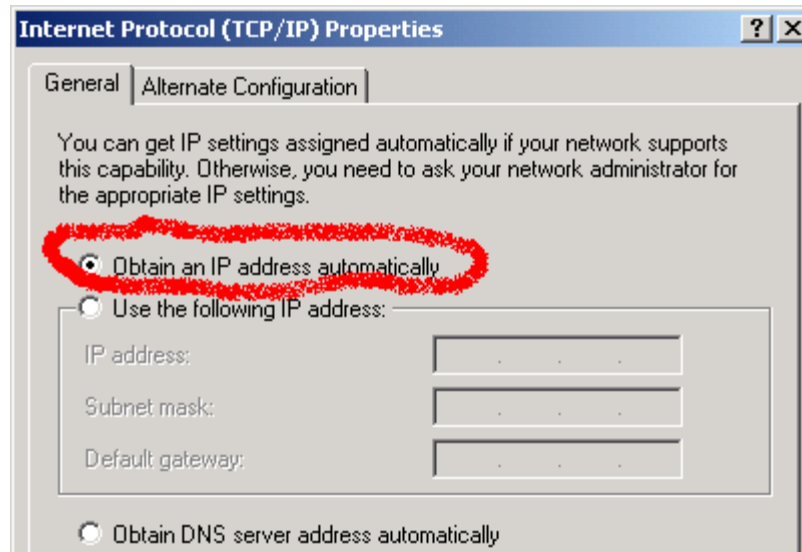 Internet Protocol (TCP/IP) Properties
General
Alternate Configuration
You can get IP settings assigned automatically if your network supports
this capability. Otherwise, you need to ask your network administrator for
the appropriate IP settings.
Obtain an IP address automatically
Use the following IP address:
IP address:
Subnet mask:
Default gateway:
Obtain DNS server address automatically